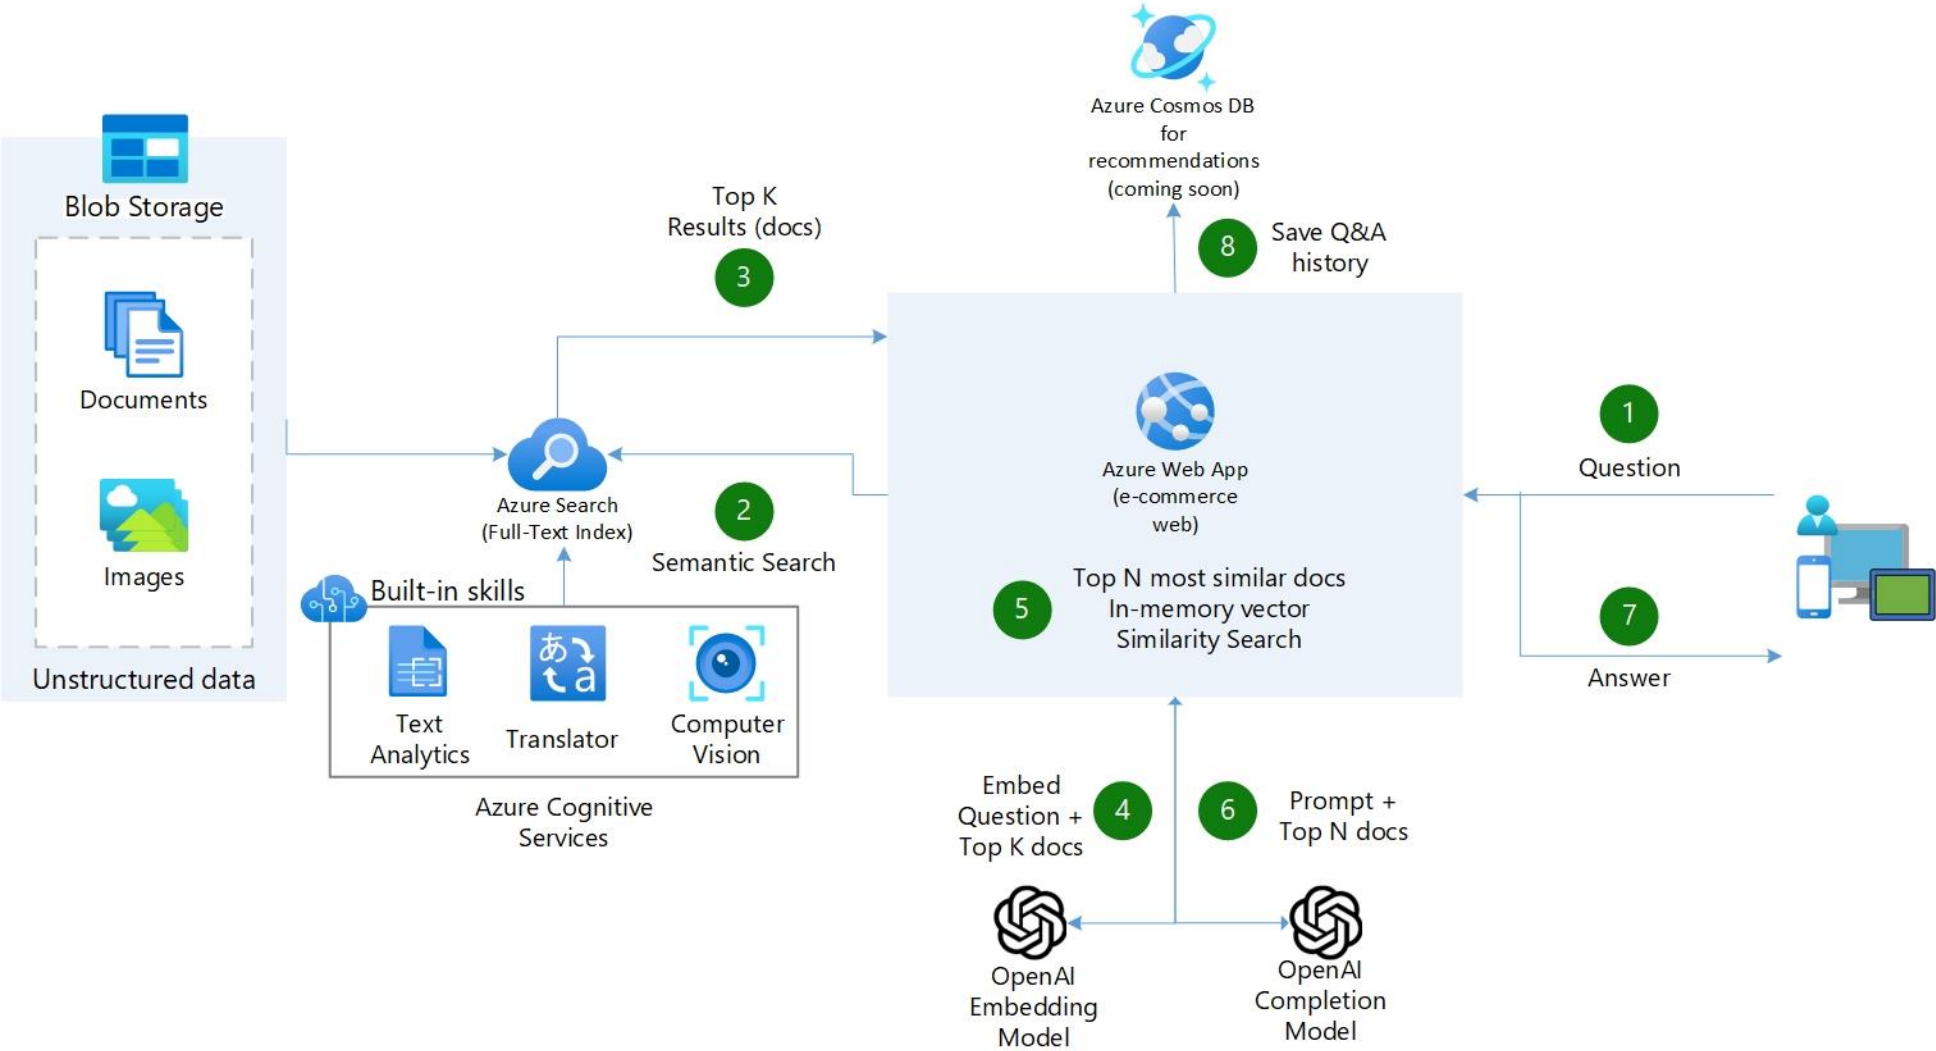 Azure Cosmos DB
for
recommendations
(coming soon)
Blob Storage
Documents
Images
Unstructured data
Top K
Results (docs)
3
8
Save Q&A
history
Azure Search
(Full-Text Index)
2
Semantic Search
Built-in skills
Text
Analytics
あ
a
Translator
Computer
Vision
Azure Cognitive
Services
Azure Web App
(e-commerce
web)
5
Top N most similar docs
In-memory vector
Similarity Search
1
Question
7
Answer
Embed
Question +
Top K docs
4
6
Prompt +
Top N docs
OpenAI
Embedding
Model
OpenAI
Completion
Model